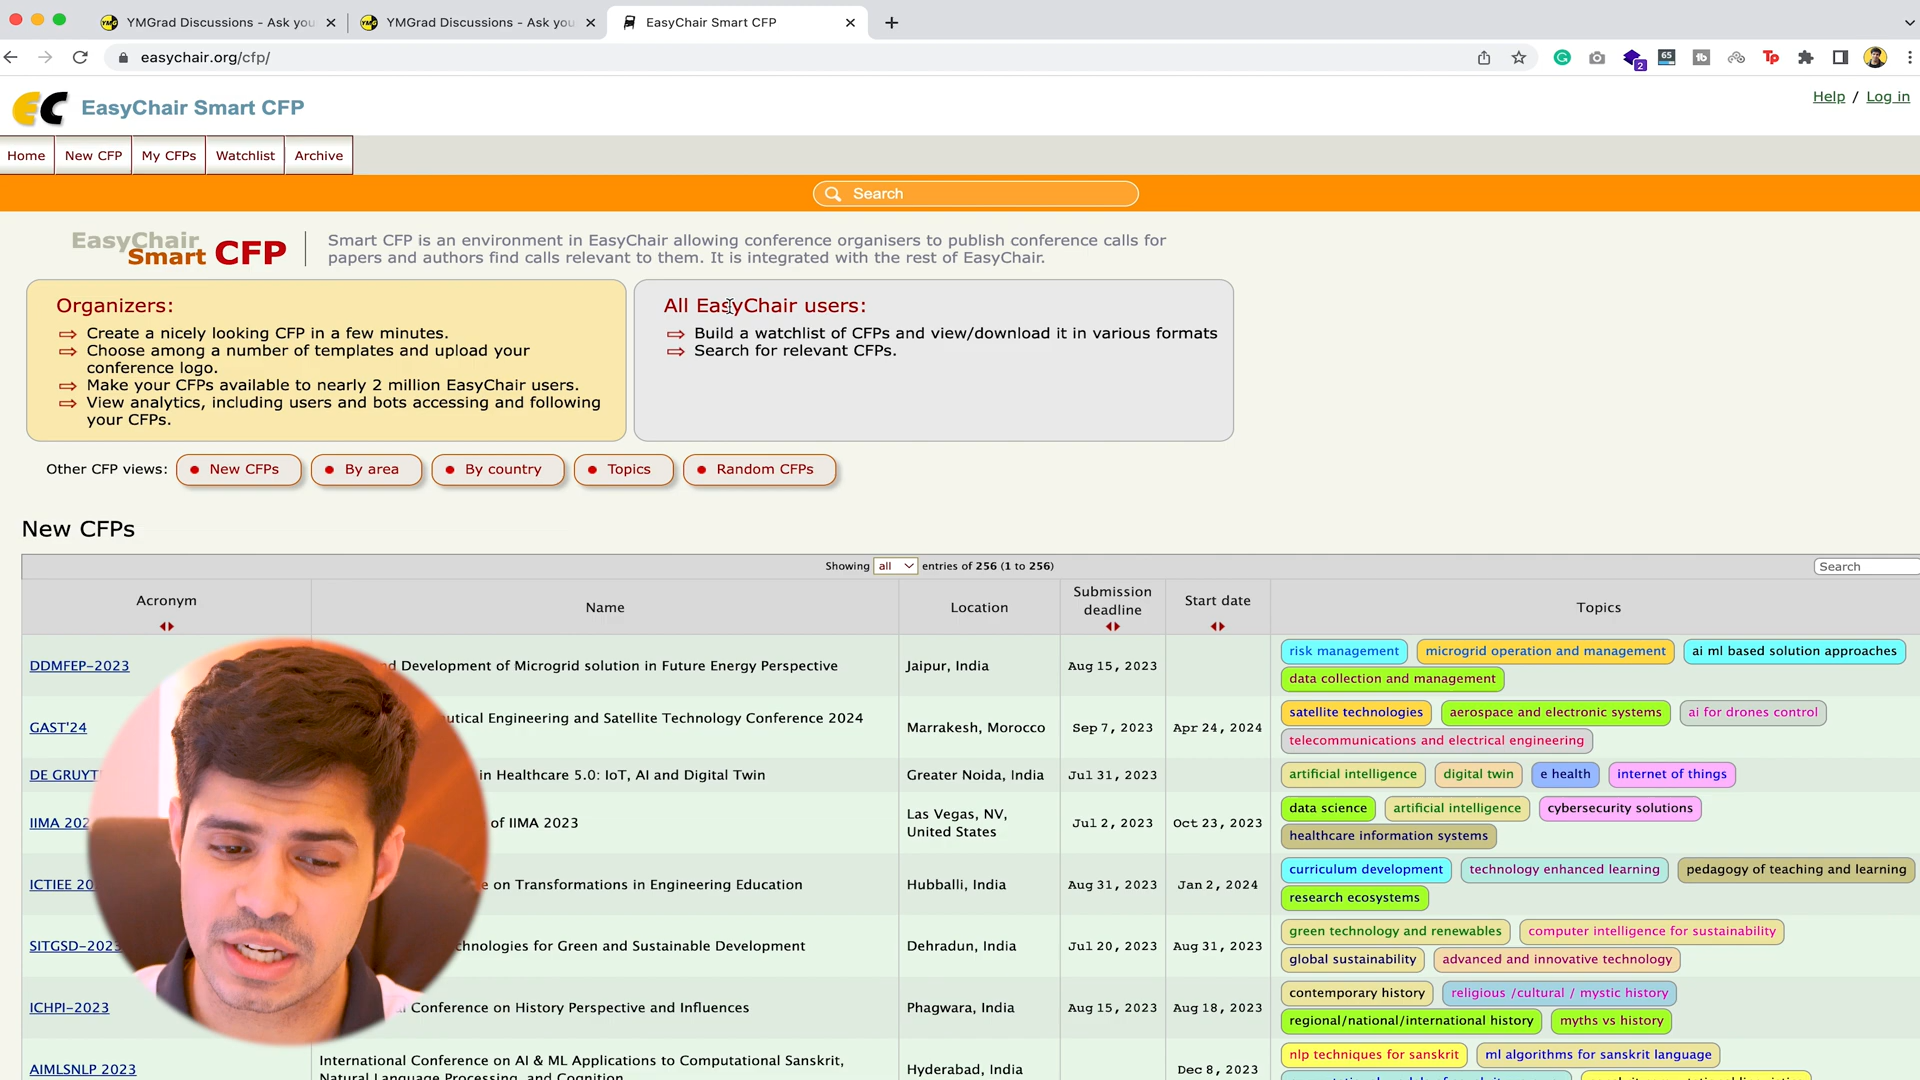 YMGrad Discussions - Ask you
YMGrad Discussions - Ask you
EasyChair Smart CFP
easychair.org/cfp/
2
65
tb
Tp
EC
EasyChair Smart CFP
Help / Log in
Home
New CFP
My CFPs
Watchlist
Archive
Search
EasyChair
Smart CFP
Smart CFP is an environment in EasyChair allowing conference organisers to publish conference calls for
papers and authors find calls relevant to them. It is integrated with the rest of EasyChair.
Organizers:
Create a nicely looking CFP in a few minutes.
Choose among a number of templates and upload your
conference logo.
Make your CFPs available to nearly 2 million EasyChair users.
View analytics, including users and bots accessing and following
your CFPs.
All EasyChair users:
Build a watchlist of CFPs and view/download it in various formats
Search for relevant CFPs.
Other CFP views:
New CFPs
By area
By country
Topics
Random CFPs
New CFPs
Showing all entries of 256 (1 to 256)
Search
Acronym
Name
Location
Submission
deadline
Start date
Topics
DDMFEP-2023
d Development of Microgrid solution in Future Energy Perspective
Jaipur, India
Aug 15, 2023
risk management
microgrid operation and management
ai ml based solution approaches
data collection and management
GAST'24
utical Engineering and Satellite Technology Conference 2024
Marrakesh, Morocco
Sep 7, 2023
Apr 24, 2024
satellite technologies
aerospace and electronic systems
ai for drones control
telecommunications and electrical engineering
DE GRUYT
in Healthcare 5.0: IoT, AI and Digital Twin
Greater Noida, India
Jul 31, 2023
artificial intelligence
digital twin
e health
internet of things
IIMA 202
of IIMA 2023
Las Vegas, NV,
United States
Jul 2, 2023
Oct 23, 2023
data science
artificial intelligence
cybersecurity solutions
healthcare information systems
ICTIEE 20
e on Transformations in Engineering Education
Hubballi, India
Aug 31, 2023
Jan 2, 2024
curriculum development
technology enhanced learning
pedagogy of teaching and learning
research ecosystems
SITGSD-2023
chnologies for Green and Sustainable Development
Dehradun, India
Jul 20, 2023
Aug 31, 2023
green technology and renewables
computer intelligence for sustainability
global sustainability
advanced and innovative technology
ICHPI-2023
l Conference on History Perspective and Influences
Phagwara, India
Aug 15, 2023
Aug 18, 2023
contemporary history
religious /cultural / mystic history
regional/national/international history
myths vs history
AIMLSNLP 2023
International Conference on AI & ML Applications to Computational Sanskrit,
Natural Language Processing, and Cognition
Hyderabad, India
Dec 8, 2023
nlp techniques for sanskrit
ml algorithms for sanskrit language